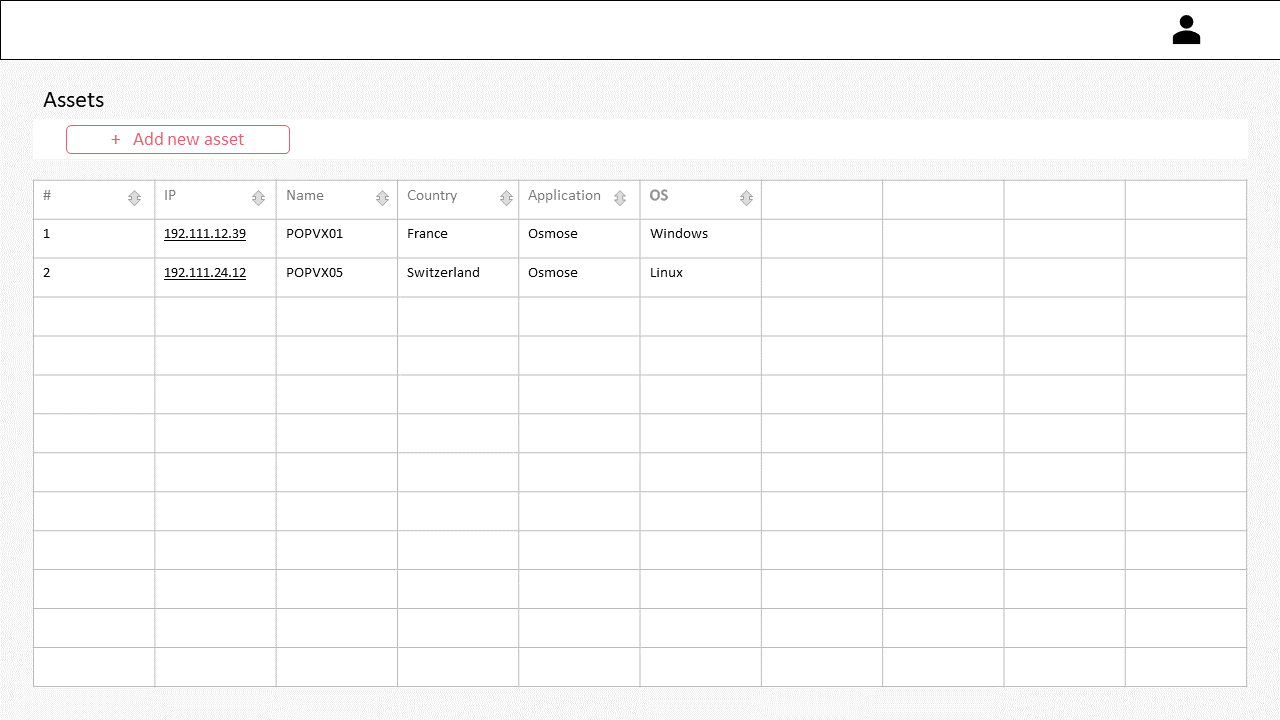 Assets
+ Add new asset
# IP Name Country Application OS
1 192.111.12.39 POPVX01 France Osmose Windows
2 192.111.24.12 POPVX05 Switzerland Osmose Linux